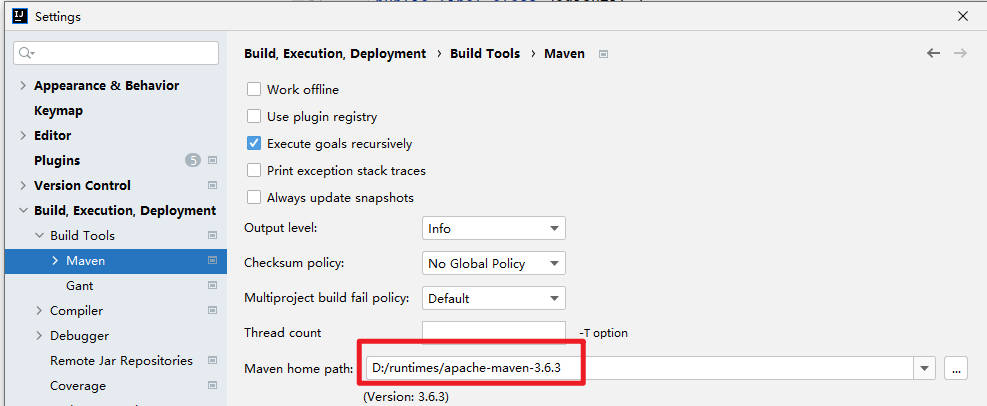 Settings
Build, Execution, Deployment › Build Tools › Maven
Appearance & Behavior
Keymap
Editor
Plugins 5
Version Control
Build, Execution, Deployment
Build Tools
Maven
Gant
Compiler
Debugger
Remote Jar Repositories
Coverage
Work offline
Use plugin registry
Execute goals recursively
Print exception stack traces
Always update snapshots
Output level: Info
Checksum policy: No Global Policy
Multiproject build fail policy: Default
Thread count -T option
Maven home path: D:/runtimes/apache-maven-3.6.3 ...
(Version: 3.6.3)